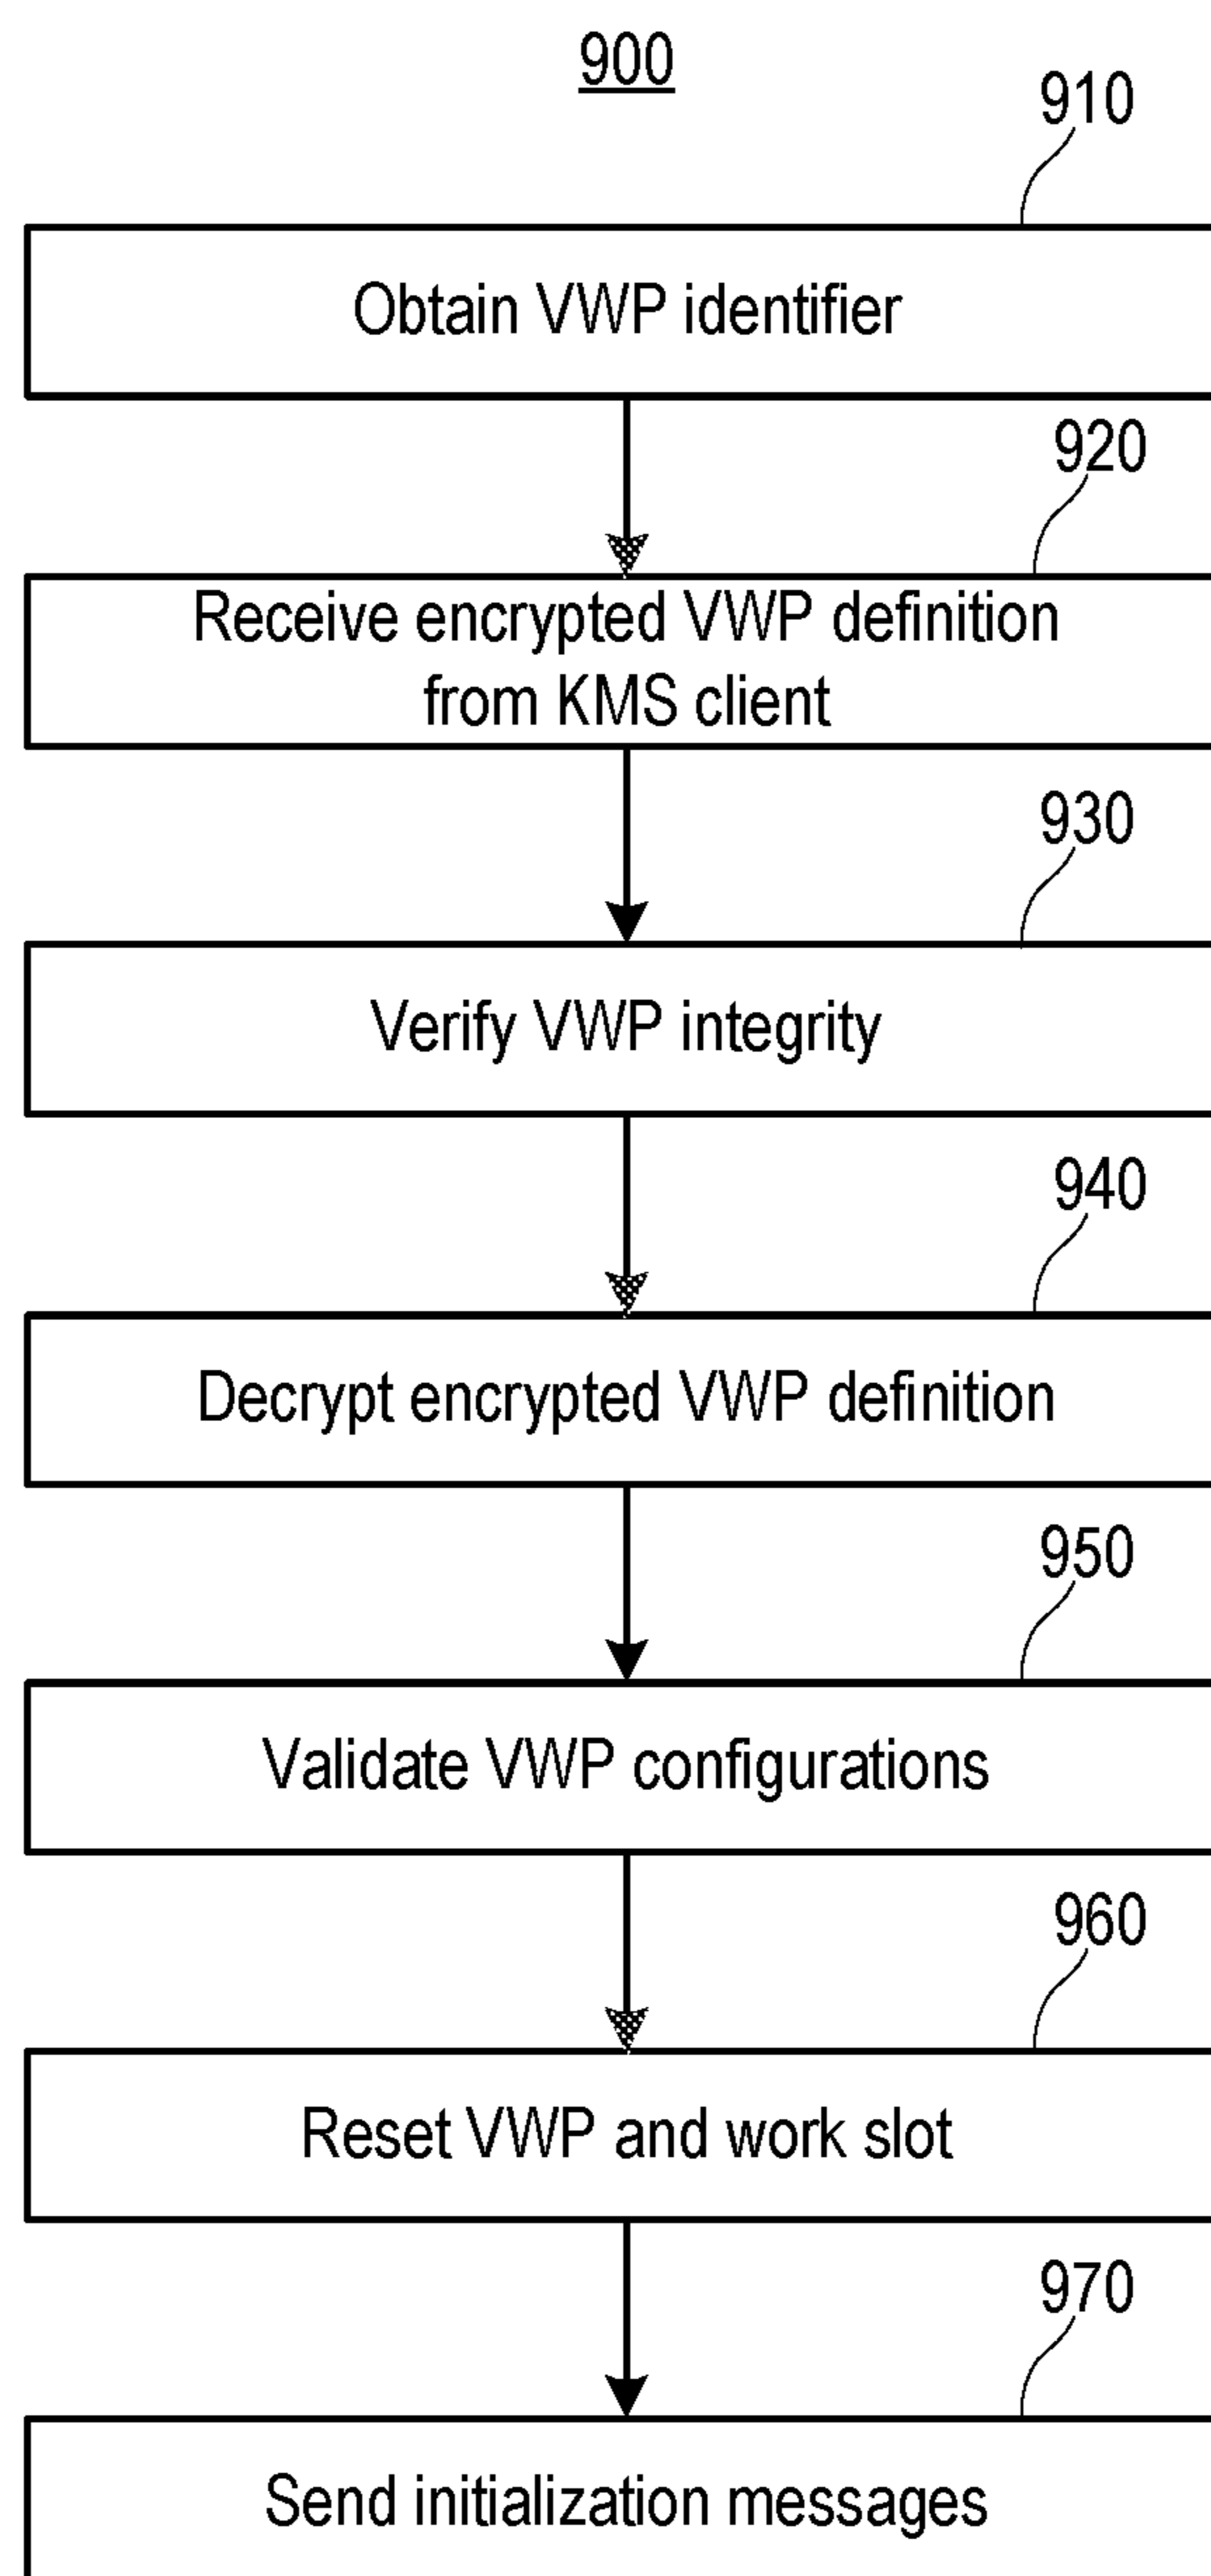 900
910
Obtain VWP identifier
920
Receive encrypted VWP definition
from KMS client
930
Verify VWP integrity
940
Decrypt encrypted VWP definition
950
Validate VWP configurations
960
Reset VWP and work slot
970
Send initialization messages